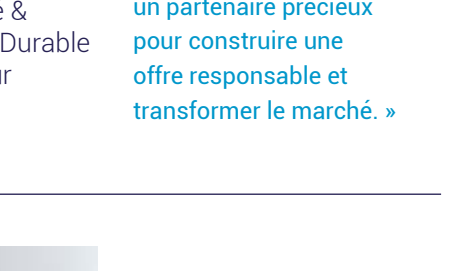 e &
Durable
ur
un partenaire précieux
pour construire une
offre responsable et
transformer le marché. »